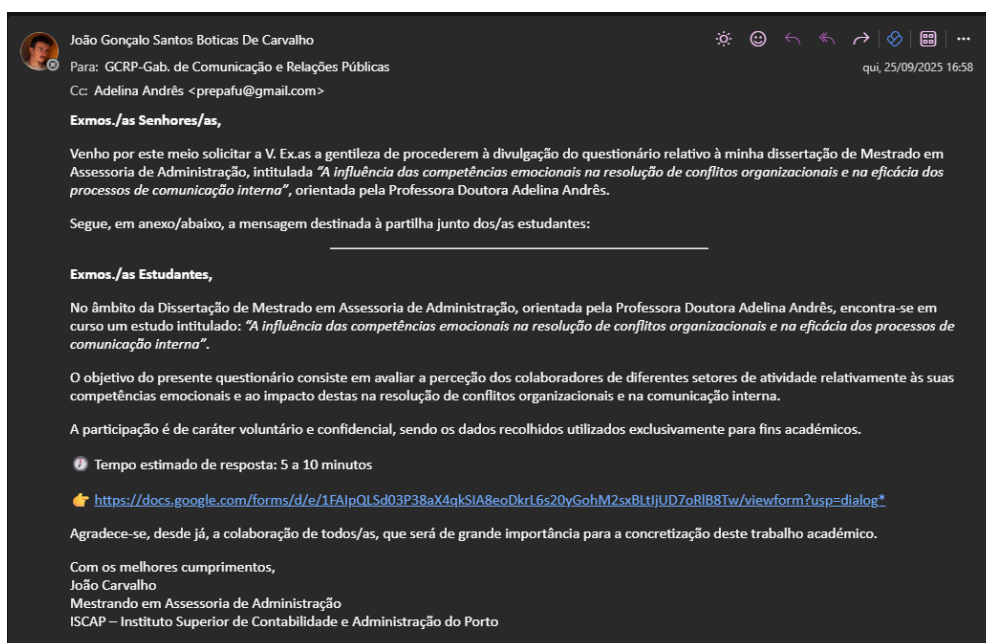 João Gonçalo Santos Boticas De Carvalho
Para: GCRP-Gab. de Comunicação e Relações Públicas
qui, 25/09/2025 16:58
Cc: Adelina Andrês <prepafu@gmail.com>
Exmos./as Senhores/as,
Venho por este meio solicitar a V. Ex.as a gentileza de procederem à divulgação do questionário relativo à minha dissertação de Mestrado em
Assessoria de Administração, intitulada “A influência das competências emocionais na resolução de conflitos organizacionais e na eficácia dos
processos de comunicação interna”, orientada pela Professora Doutora Adelina Andrês.
Segue, em anexo/abaixo, a mensagem destinada à partilha junto dos/as estudantes:
Exmos./as Estudantes,
No âmbito da Dissertação de Mestrado em Assessoria de Administração, orientada pela Professora Doutora Adelina Andrês, encontra-se em
curso um estudo intitulado: “A influência das competências emocionais na resolução de conflitos organizacionais e na eficácia dos processos de
comunicação interna”.
O objetivo do presente questionário consiste em avaliar a perceção dos colaboradores de diferentes setores de atividade relativamente às suas
competências emocionais e ao impacto destas na resolução de conflitos organizacionais e na comunicação interna.
A participação é de caráter voluntário e confidencial, sendo os dados recolhidos utilizados exclusivamente para fins académicos.
Tempo estimado de resposta: 5 a 10 minutos
https://docs.google.com/forms/d/e/1FAIpQLSd03P38aX4qkSIA8eoDkrL6s20yGohM2sxBLtIjUD7oRlB8Tw/viewform?usp=dialog*
Agradece-se, desde já, a colaboração de todos/as, que será de grande importância para a concretização deste trabalho académico.
Com os melhores cumprimentos,
João Carvalho
Mestrando em Assessoria de Administração
ISCAP – Instituto Superior de Contabilidade e Administração do Porto